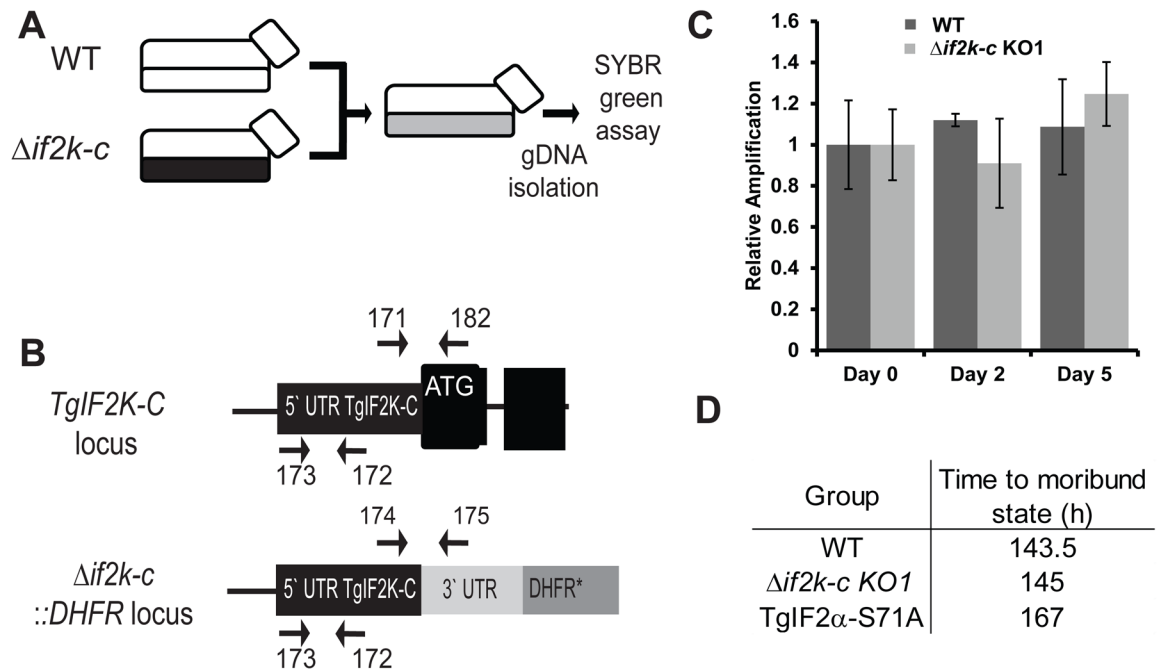 A
WT
Δif2k-c
SYBR
green
assay
gDNA
isolation
B
171
182
TgIF2K-C
locus
5` UTR TgIF2K-C
ATG
173
172
174
175
Δif2k-c
::DHFR locus
5` UTR TgIF2K-C
3` UTR
DHFR*
173
172
C
WT
Δif2k-c KO1
Relative Amplification
1.6
1.4
1.2
1
0.8
0.6
0.4
0.2
0
Day 0
Day 2
Day 5
D
Group
Time to moribund
state (h)
WT 143.5
Δif2k-c KO1 145
TgIF2α-S71A 167